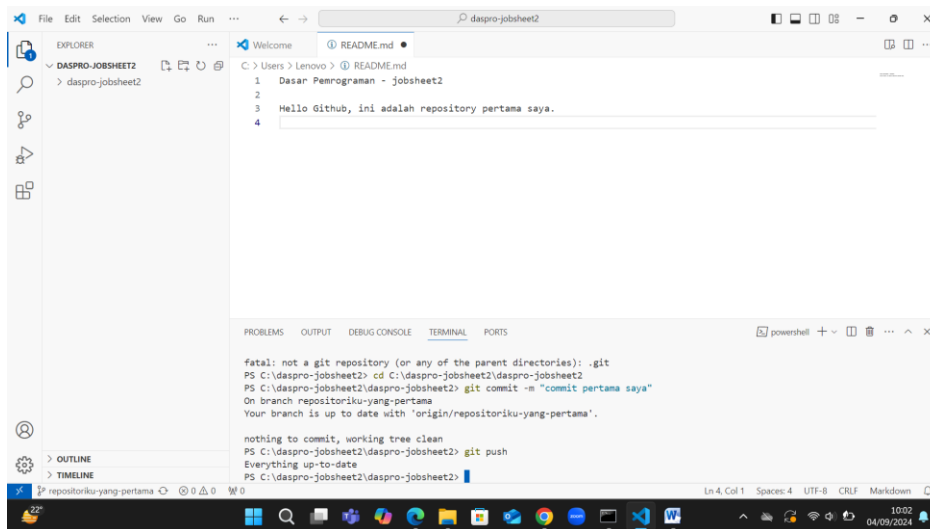 File Edit Selection View Go Run ··· daspro-jobsheet2
EXPLORER ···
DASPRO-JOBSHEET2
> daspro-jobsheet2
Welcome README.md
C: > Users > Lenovo > README.md
1 Dasar Pemrograman - jobsheet2
2
3 Hello Github, ini adalah repository pertama saya.
4
PROBLEMS OUTPUT DEBUG CONSOLE TERMINAL PORTS powershell
fatal: not a git repository (or any of the parent directories): .git
PS C:\daspro-jobsheet2> cd C:\daspro-jobsheet2\daspro-jobsheet2
PS C:\daspro-jobsheet2\daspro-jobsheet2> git commit -m "commit pertama saya"
On branch repositoriku-yang-pertama
Your branch is up to date with 'origin/repositoriku-yang-pertama'.
nothing to commit, working tree clean
PS C:\daspro-jobsheet2\daspro-jobsheet2> git push
Everything up-to-date
PS C:\daspro-jobsheet2\daspro-jobsheet2>
> OUTLINE
> TIMELINE
repositoriku-yang-pertama 0 0 0 Ln 4, Col 1 Spaces: 4 UTF-8 CRLF Markdown
22° 10:02
04/09/2024